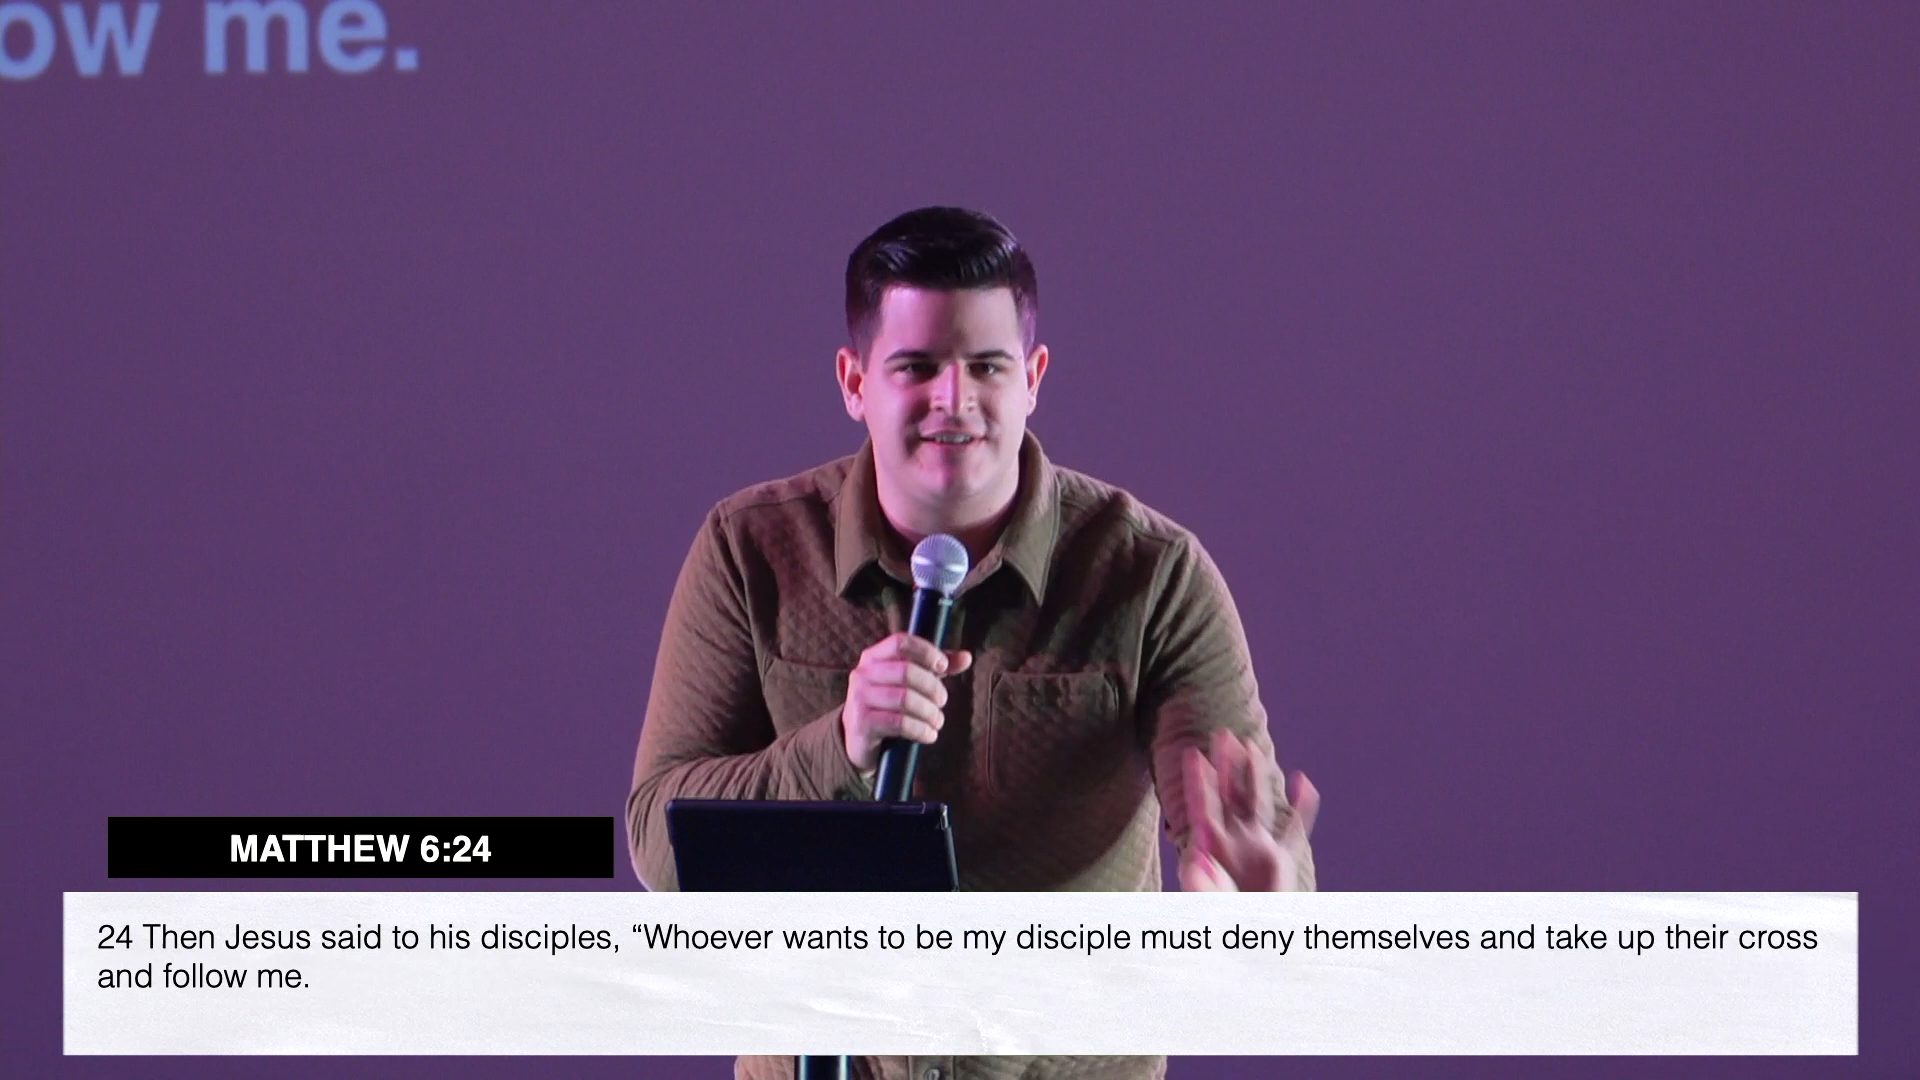 ow me.
MATTHEW 6:24
24 Then Jesus said to his disciples, “Whoever wants to be my disciple must deny themselves and take up their cross
and follow me.